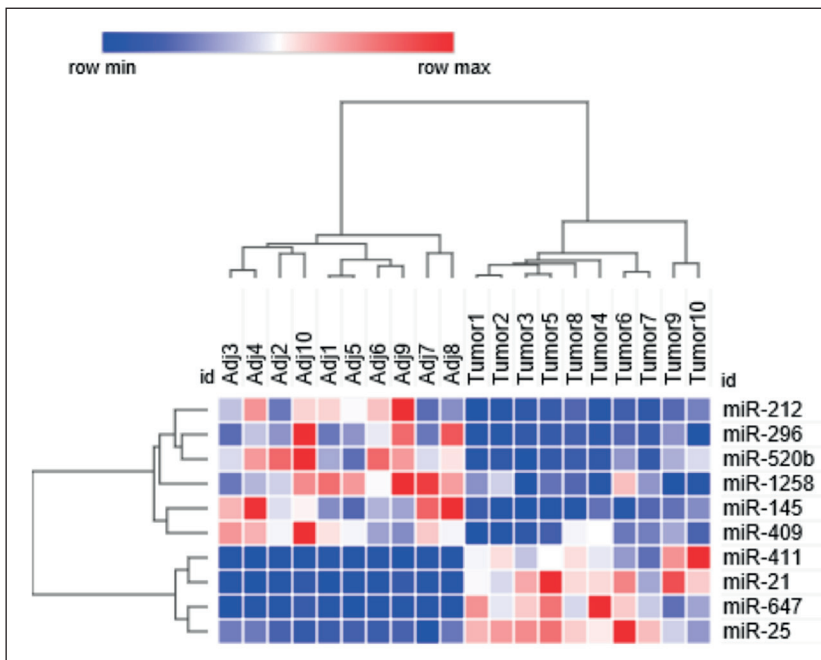 row min row max
id Adj3 Adj4 Adj2 Adj10 Adj1 Adj5 Adj6 Adj9 Adj7 Adj8 Tumor1 Tumor2 Tumor3 Tumor5 Tumor8 Tumor4 Tumor6 Tumor7 Tumor9 Tumor10 id
miR-212
miR-296
miR-520b
miR-1258
miR-145
miR-409
miR-411
miR-21
miR-647
miR-25